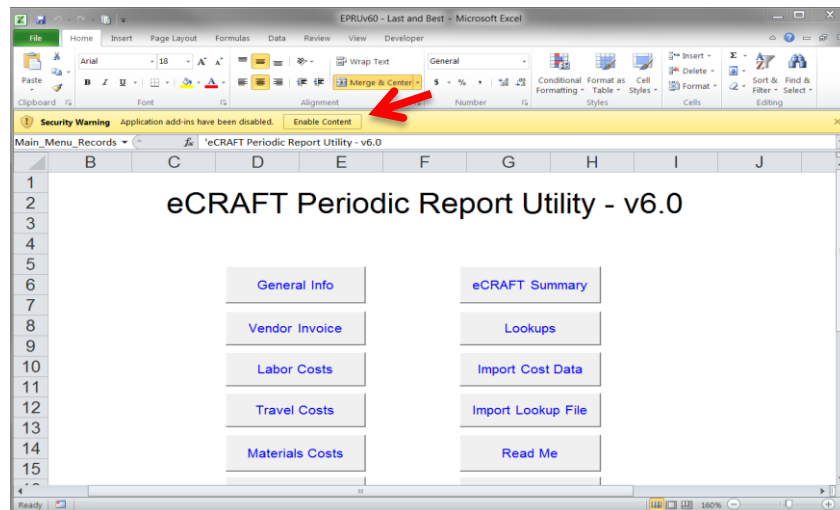 EPRUv60 - Last and Best - Microsoft Excel
File Home Insert Page Layout Formulas Data Review View Developer
Paste
Arial 18 A A Wrap Text General Insert Σ
B I U A Merge & Center $ % , Delete
Conditional Formatting Format as Table Cell Styles Format Sort & Filter Find & Select
Clipboard Font Alignment Number Styles Cells Editing
Security Warning Application add-ins have been disabled. Enable Content
Main_Menu_Records fx 'eCRAFT Periodic Report Utility - v6.0
B C D E F G H I J
1
2 eCRAFT Periodic Report Utility - v6.0
3
4
5
6 General Info eCRAFT Summary
7
8 Vendor Invoice Lookups
9
10 Labor Costs Import Cost Data
11
12 Travel Costs Import Lookup File
13
14 Materials Costs Read Me
15
Ready 160%